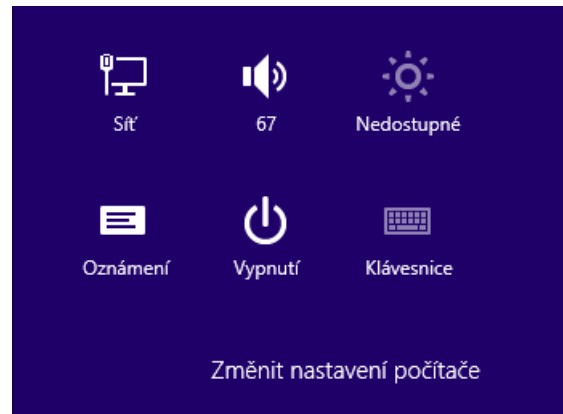 Síť 67 Nedostupné
Oznámení Vypnutí Klávesnice
Změnit nastavení počítače